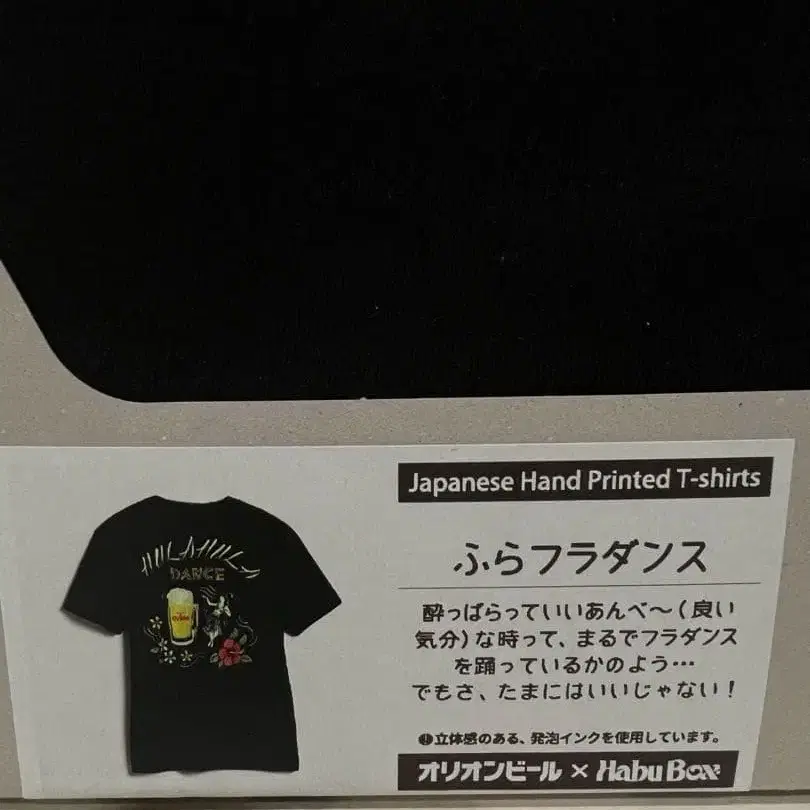 HULAHULA
DANCE
Japanese Hand Printed T-shirts
ふらフラダンス
酔っぱらっていいあんべ〜(良い
気分)な時って、まるでフラダンス
を踊っているかのよう…
でもさ、たまにはいいじゃない!
立体感のある、発泡インクを使用しています。
オリオンビール × Habu Box